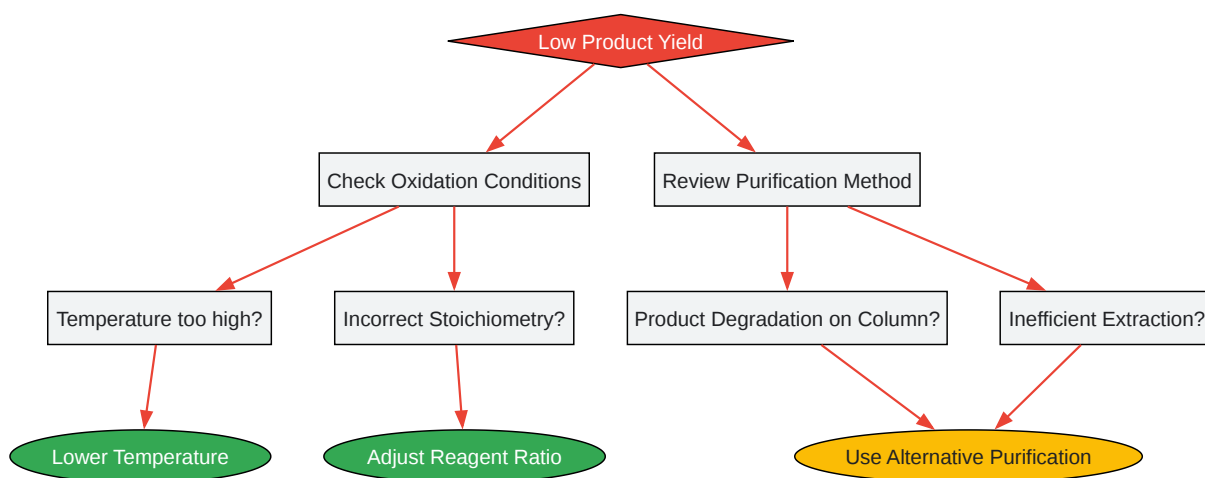 Low Product Yield
Check Oxidation Conditions
Review Purification Method
Temperature too high?
Incorrect Stoichiometry?
Product Degradation on Column?
Inefficient Extraction?
Lower Temperature
Adjust Reagent Ratio
Use Alternative Purification